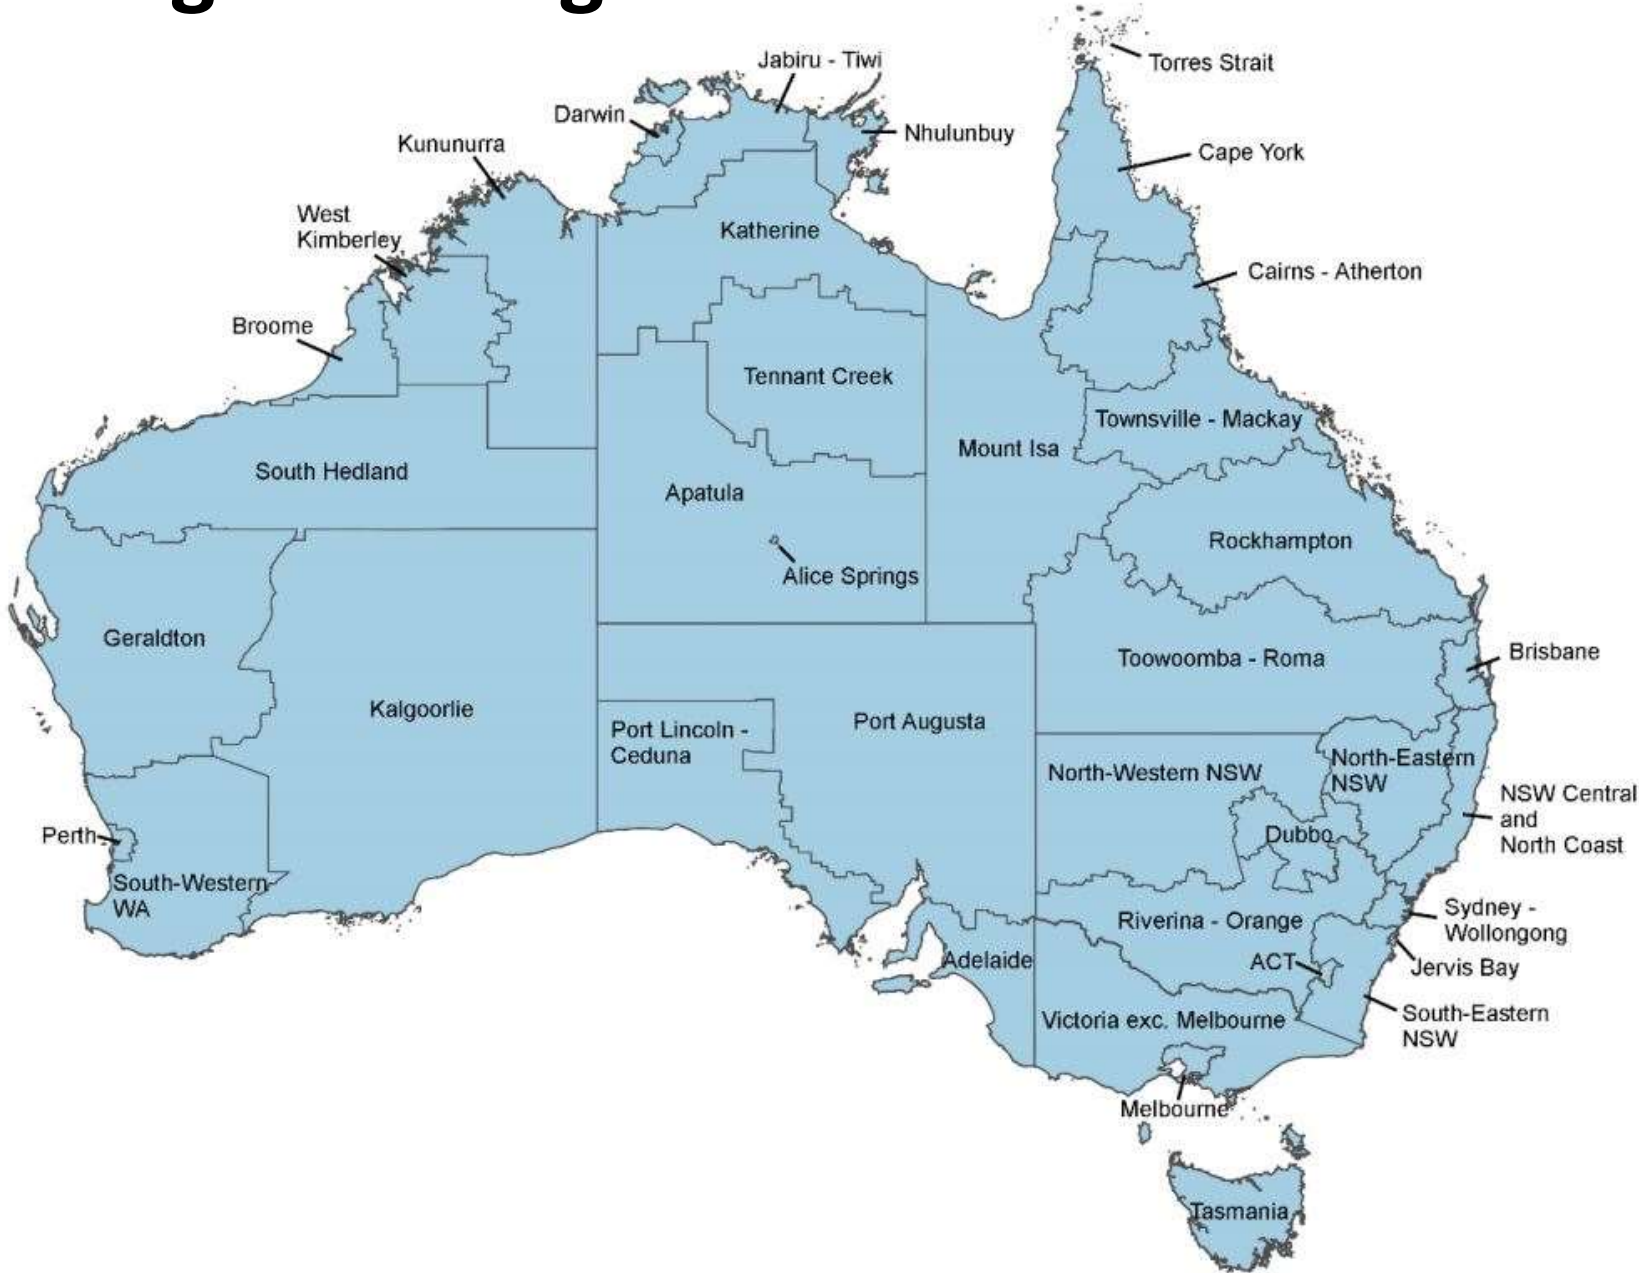 Jabiru - Tiwi
Torres Strait
Darwin
Nhulunbuy
Kununurra
Cape York
West
Kimberley
Katherine
Cairns - Atherton
Broome
Tennant Creek
Townsville - Mackay
Mount Isa
South Hedland
Apatula
Rockhampton
Alice Springs
Geraldton
Brisbane
Toowoomba - Roma
Kalgoorlie
Port Augusta
Port Lincoln -
Ceduna
North-Western NSW
North-Eastern
NSW
NSW Central
and
North Coast
Dubbo
Perth
South-Western
WA
Riverina - Orange
Sydney -
Wollongong
Adelaide
ACT
Jervis Bay
Victoria exc. Melbourne
South-Eastern
NSW
Melbourne
Tasmania